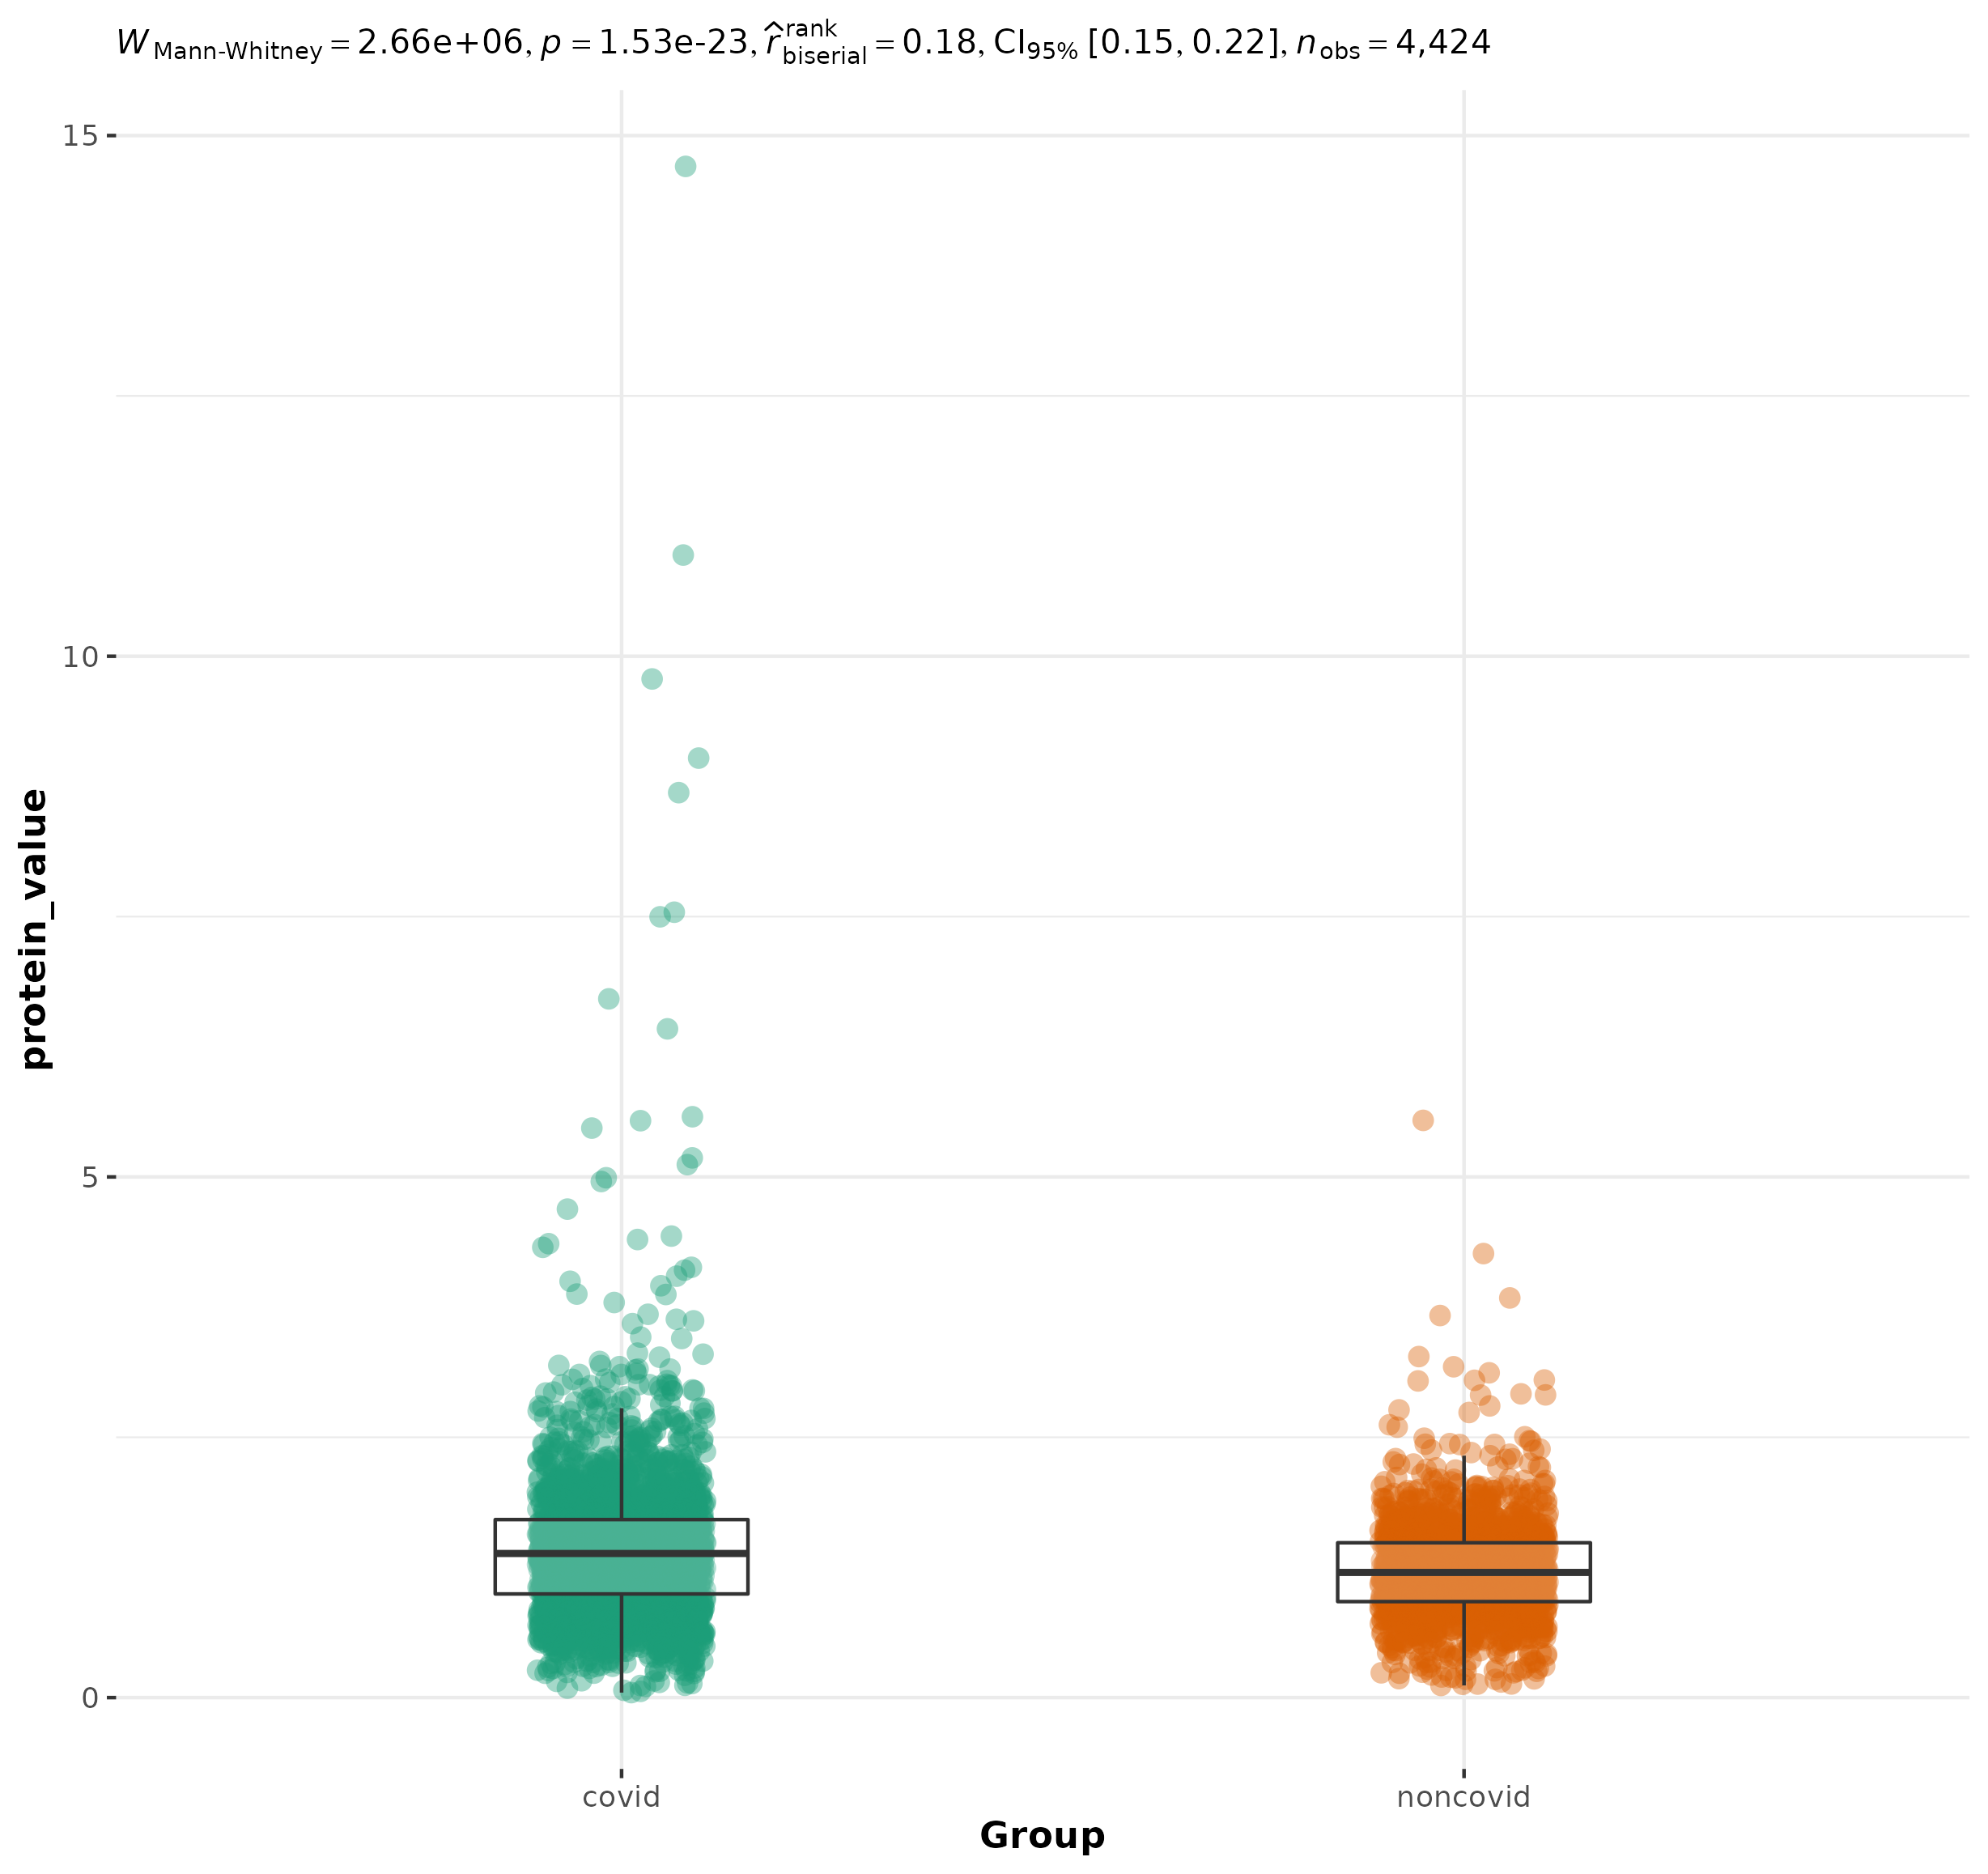 W Mann-Whitney = 2.66e+06, p = 1.53e-23, r̂ rank biserial = 0.18, CI95% [0.15, 0.22], nobs = 4,424
15
10
5
0
protein_value
covid noncovid
Group